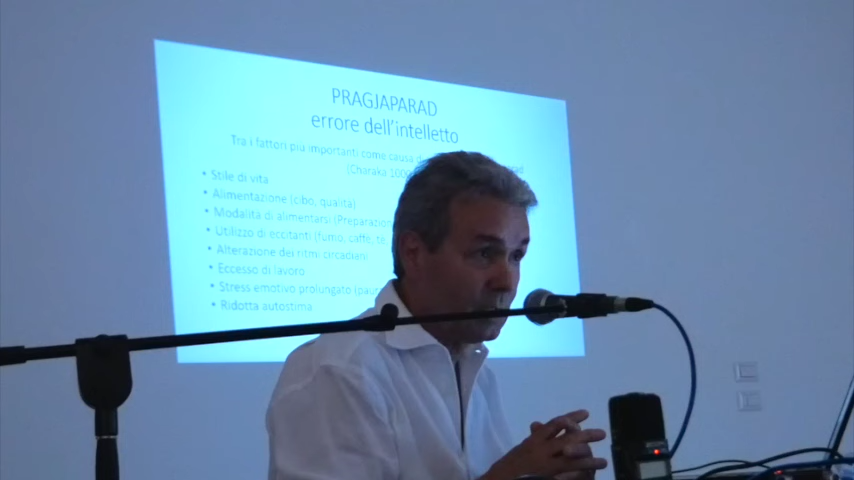 PRAGJAPARAD
errore dell'intelletto
Tra i fattori più importanti come causa
(Charaka
• Stile di vita
• Alimentazione (cibo, qualità)
• Modalità di alimentarsi (Preparazion
• Utilizzo di eccitanti (fumo, caffè, tè,
• Alterazione dei ritmi circadiani
• Eccesso di lavoro
• Stress emotivo prolungato (pau
• Ridotta autostima